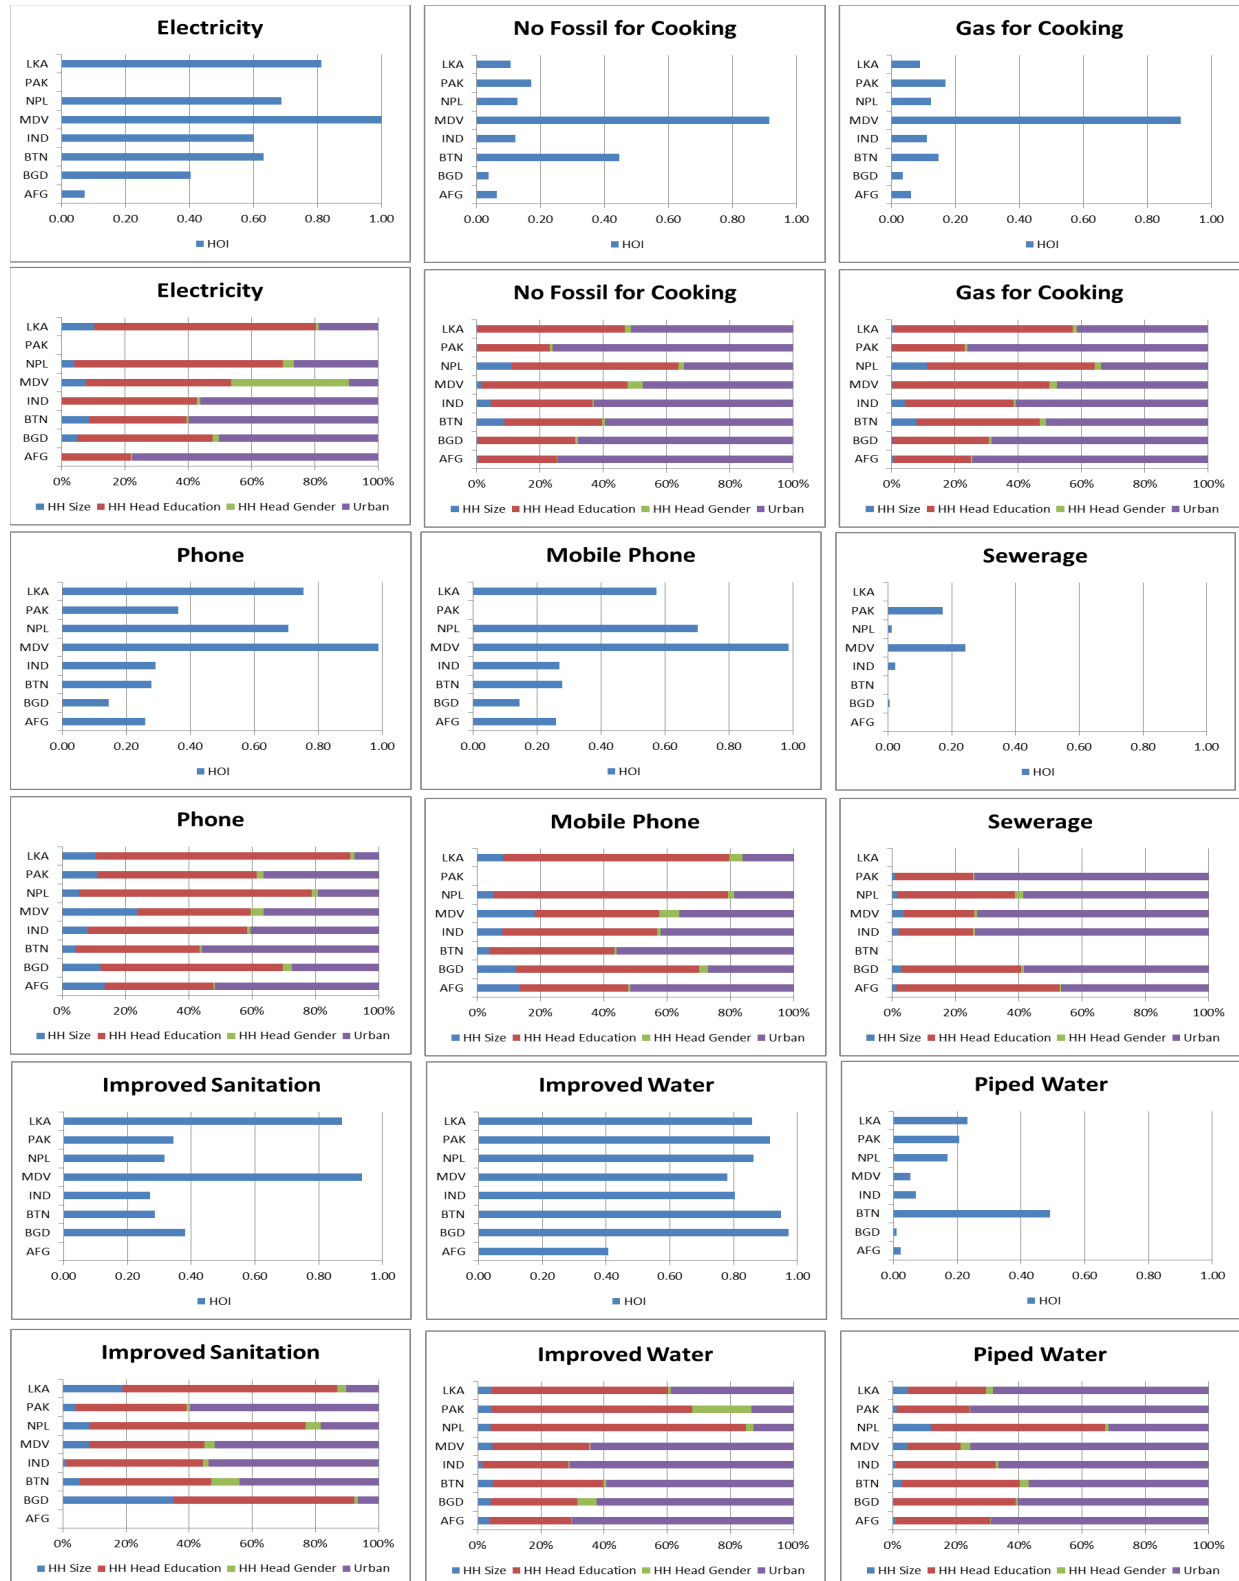 Electricity
LKA
PAK
NPL
MDV
IND
BTN
BGD
AFG
0.00 0.20 0.40 0.60 0.80 1.00
HOI
No Fossil for Cooking
LKA
PAK
NPL
MDV
IND
BTN
BGD
AFG
0.00 0.20 0.40 0.60 0.80 1.00
HOI
Gas for Cooking
LKA
PAK
NPL
MDV
IND
BTN
BGD
AFG
0.00 0.20 0.40 0.60 0.80 1.00
HOI
Electricity
LKA
PAK
NPL
MDV
IND
BTN
BGD
AFG
0% 20% 40% 60% 80% 100%
HH Size HH Head Education HH Head Gender Urban
No Fossil for Cooking
LKA
PAK
NPL
MDV
IND
BTN
BGD
AFG
0% 20% 40% 60% 80% 100%
HH Size HH Head Education HH Head Gender Urban
Gas for Cooking
LKA
PAK
NPL
MDV
IND
BTN
BGD
AFG
0% 20% 40% 60% 80% 100%
HH Size HH Head Education HH Head Gender Urban
Phone
LKA
PAK
NPL
MDV
IND
BTN
BGD
AFG
0.00 0.20 0.40 0.60 0.80 1.00
HOI
Mobile Phone
LKA
PAK
NPL
MDV
IND
BTN
BGD
AFG
0.00 0.20 0.40 0.60 0.80 1.00
HOI
Sewerage
LKA
PAK
NPL
MDV
IND
BTN
BGD
AFG
0.00 0.20 0.40 0.60 0.80 1.00
HOI
Phone
LKA
PAK
NPL
MDV
IND
BTN
BGD
AFG
0% 20% 40% 60% 80% 100%
HH Size HH Head Education HH Head Gender Urban
Mobile Phone
LKA
PAK
NPL
MDV
IND
BTN
BGD
AFG
0% 20% 40% 60% 80% 100%
HH Size HH Head Education HH Head Gender Urban
Sewerage
LKA
PAK
NPL
MDV
IND
BTN
BGD
AFG
0% 20% 40% 60% 80% 100%
HH Size HH Head Education HH Head Gender Urban
Improved Sanitation
LKA
PAK
NPL
MDV
IND
BTN
BGD
AFG
0.00 0.20 0.40 0.60 0.80 1.00
HOI
Improved Water
LKA
PAK
NPL
MDV
IND
BTN
BGD
AFG
0.00 0.20 0.40 0.60 0.80 1.00
HOI
Piped Water
LKA
PAK
NPL
MDV
IND
BTN
BGD
AFG
0.00 0.20 0.40 0.60 0.80 1.00
HOI
Improved Sanitation
LKA
PAK
NPL
MDV
IND
BTN
BGD
AFG
0% 20% 40% 60% 80% 100%
HH Size HH Head Education HH Head Gender Urban
Improved Water
LKA
PAK
NPL
MDV
IND
BTN
BGD
AFG
0% 20% 40% 60% 80% 100%
HH Size HH Head Education HH Head Gender Urban
Piped Water
LKA
PAK
NPL
MDV
IND
BTN
BGD
AFG
0% 20% 40% 60% 80% 100%
HH Size HH Head Education HH Head Gender Urban